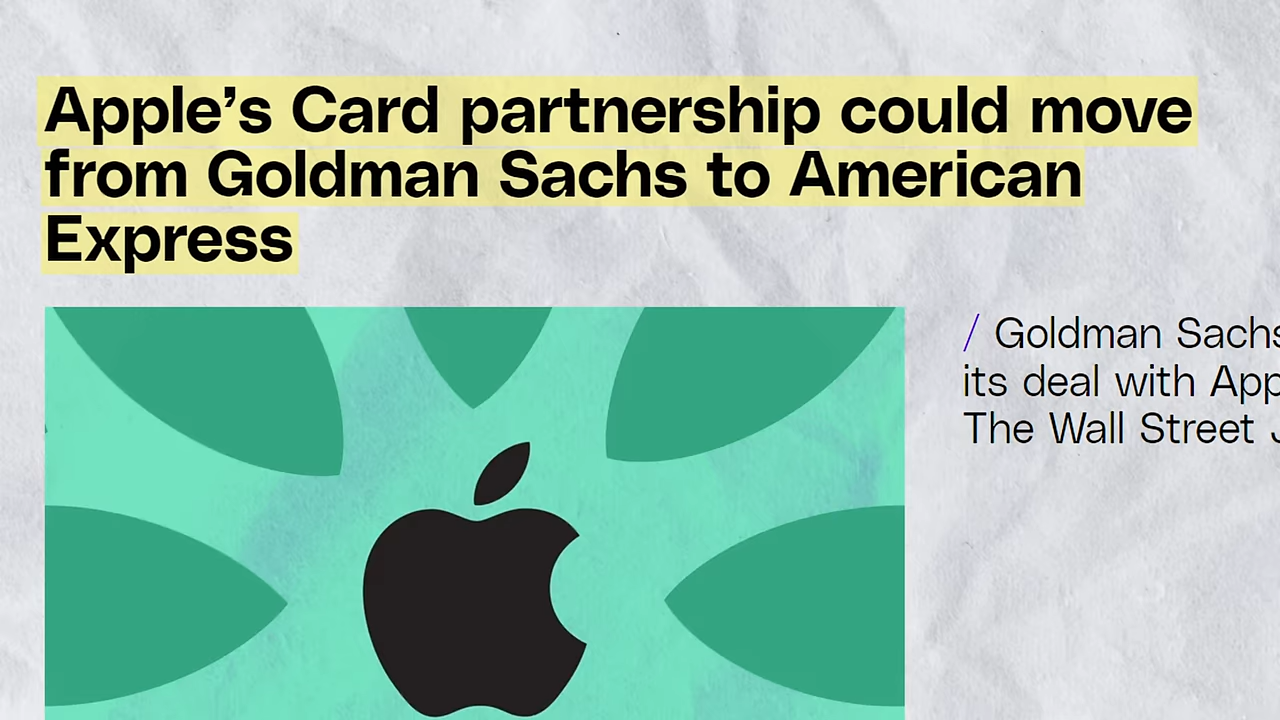 Apple’s Card partnership could move
from Goldman Sachs to American
Express
/ Goldman Sachs
its deal with
The Wall Street